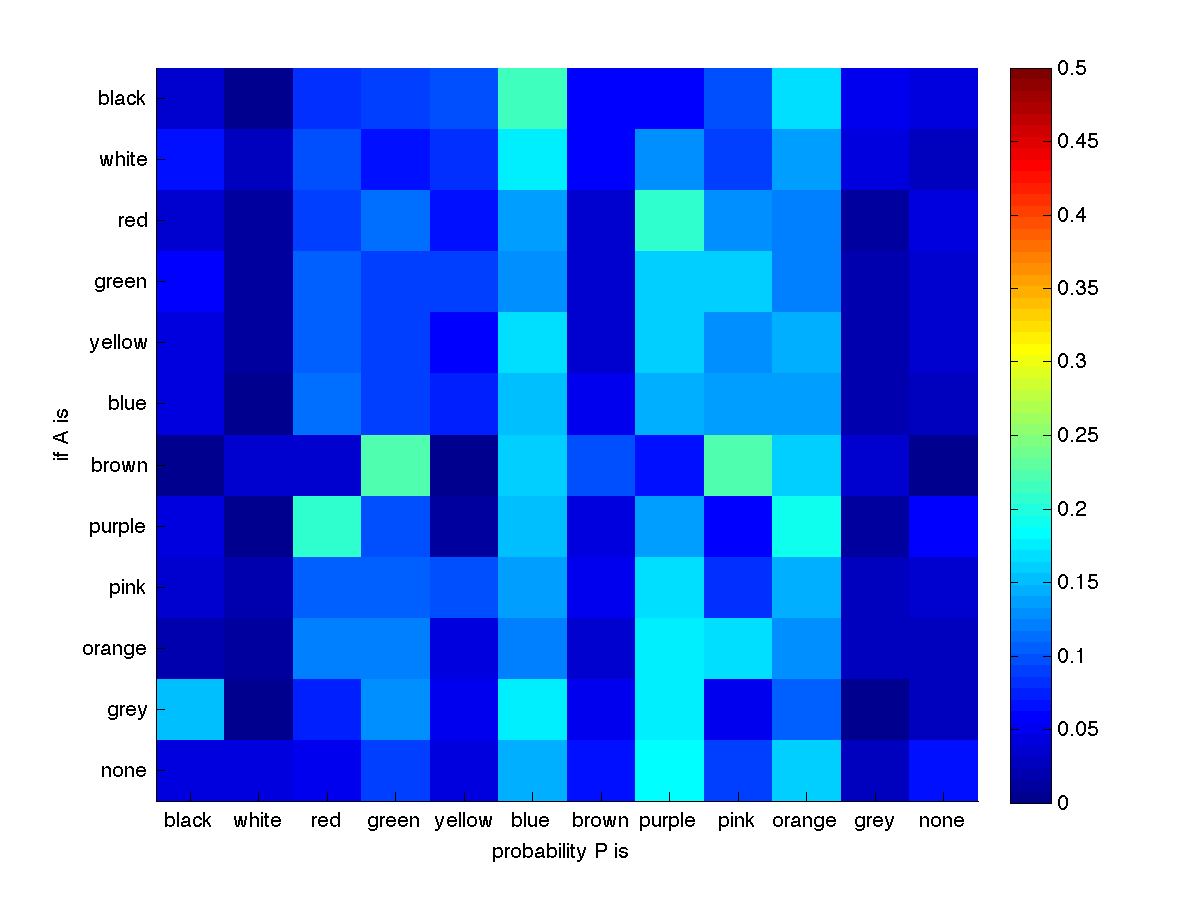 black
white
red
green
yellow
blue
brown
purple
pink
orange
grey
none
if A is
black white red green yellow blue brown purple pink orange grey none
probability P is
0.5
0.45
0.4
0.35
0.3
0.25
0.2
0.15
0.1
0.05
0